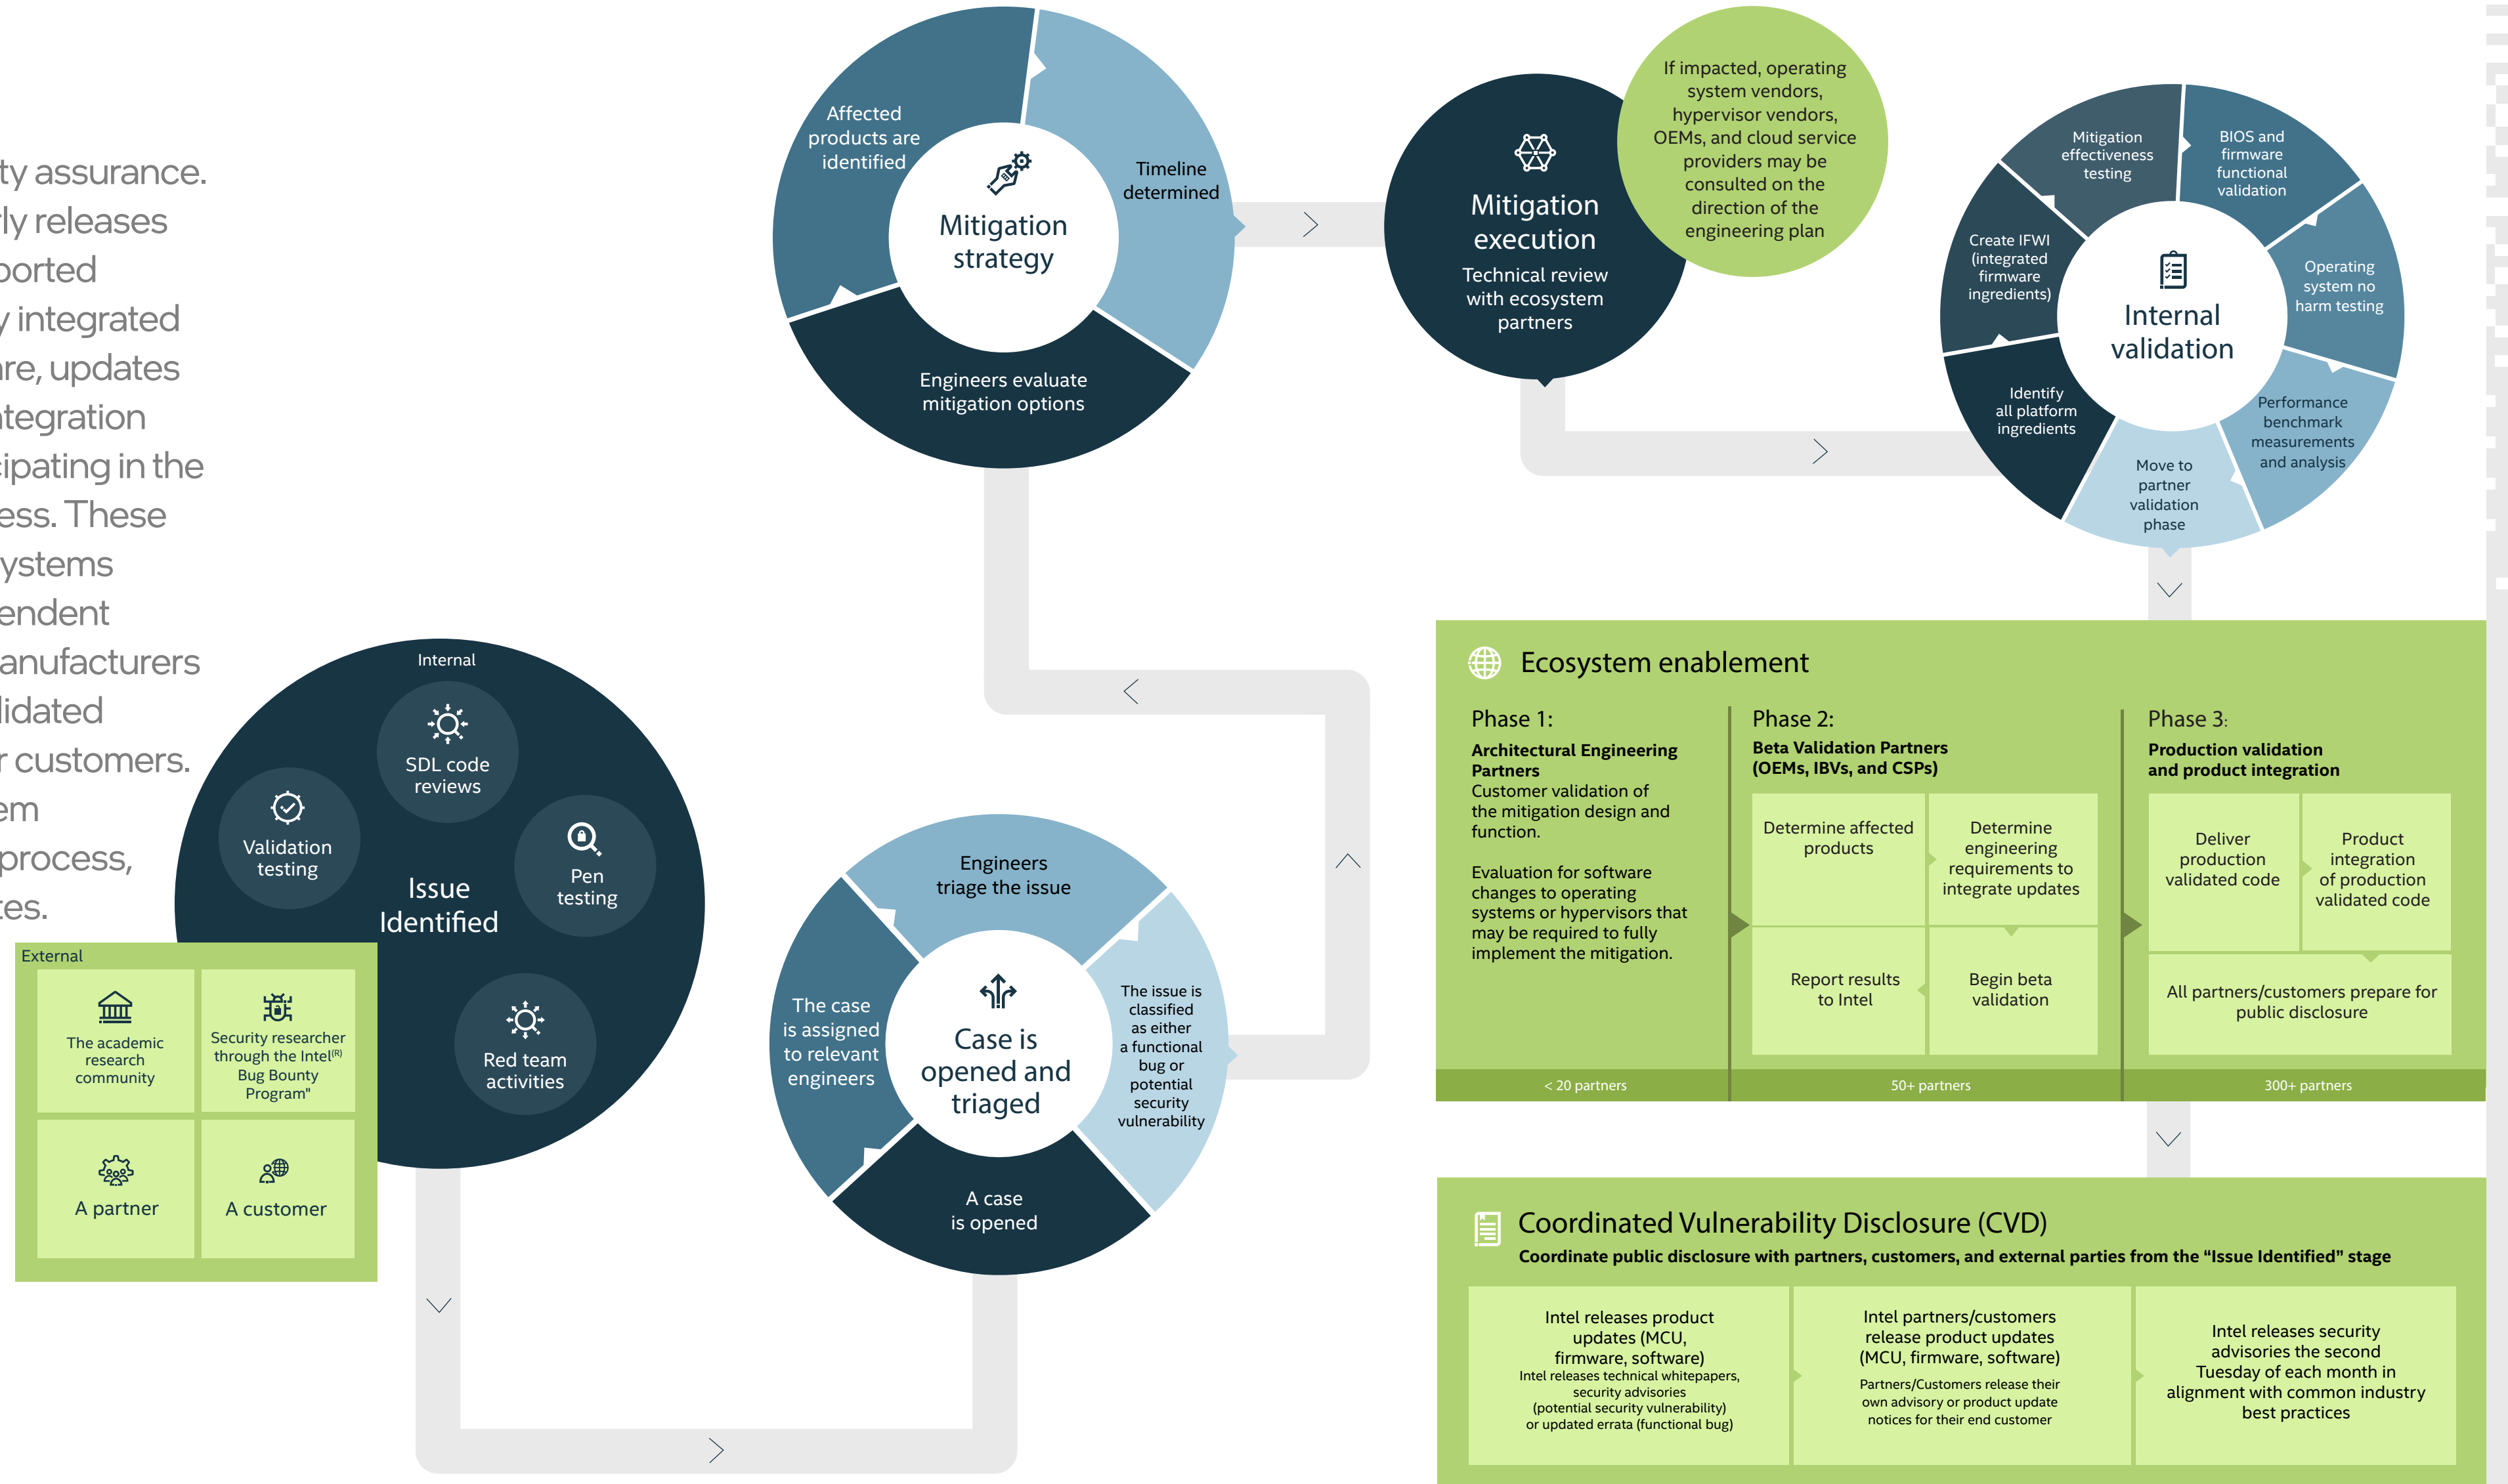 ty assurance.
rly releases
ported
y integrated
are, updates
ntegration
cipating in the
ess. These
ystems
endent
anufacturers
lidated
r customers.
em
process,
tes.
Internal
SDL code
reviews
Validation
testing
Pen
testing
Issue
Identified
Red team
activities
External
The academic
research
community
Security researcher
through the Intel(R)
Bug Bounty
Program"
A partner
A customer
A case
is opened
The case
is assigned
to relevant
engineers
Engineers
triage the issue
The issue is
classified
as either
a functional
bug or
potential
security
vulnerability
Case is
opened and
triaged
Engineers evaluate
mitigation options
Affected
products are
identified
Timeline
determined
Mitigation
strategy
Mitigation
execution
Technical review
with ecosystem
partners
If impacted, operating
system vendors,
hypervisor vendors,
OEMs, and cloud service
providers may be
consulted on the
direction of the
engineering plan
Identify
all platform
ingredients
Create IFWI
(integrated
firmware
ingredients)
Mitigation
effectiveness
testing
BIOS and
firmware
functional
validation
Operating
system no
harm testing
Performance
benchmark
measurements
and analysis
Move to
partner
validation
phase
Internal
validation
Ecosystem enablement
Phase 1:
Architectural Engineering
Partners
Customer validation of
the mitigation design and
function.
Evaluation for software
changes to operating
systems or hypervisors that
may be required to fully
implement the mitigation.
< 20 partners
Phase 2:
Beta Validation Partners
(OEMs, IBVs, and CSPs)
Determine affected
products
Determine
engineering
requirements to
integrate updates
Begin beta
validation
Report results
to Intel
50+ partners
Phase 3:
Production validation
and product integration
Deliver
production
validated code
Product
integration
of production
validated code
All partners/customers prepare for
public disclosure
300+ partners
Coordinated Vulnerability Disclosure (CVD)
Coordinate public disclosure with partners, customers, and external parties from the “Issue Identified” stage
Intel releases product
updates (MCU,
firmware, software)
Intel releases technical whitepapers,
security advisories
(potential security vulnerability)
or updated errata (functional bug)
Intel partners/customers
release product updates
(MCU, firmware, software)
Partners/Customers release their
own advisory or product update
notices for their end customer
Intel releases security
advisories the second
Tuesday of each month in
alignment with common industry
best practices